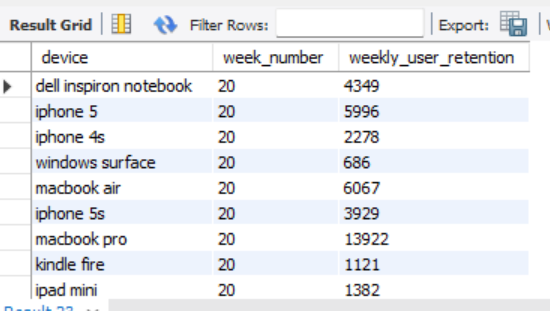 Result Grid Filter Rows: Export:
device week_number weekly_user_retention
dell inspiron notebook 20 4349
iphone 5 20 5996
iphone 4s 20 2278
windows surface 20 686
macbook air 20 6067
iphone 5s 20 3929
macbook pro 20 13922
kindle fire 20 1121
ipad mini 20 1382